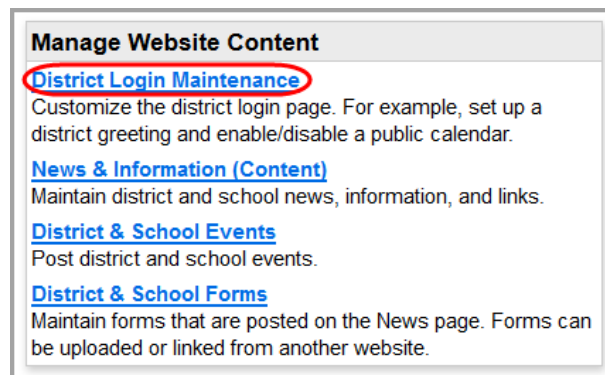 Manage Website Content
District Login Maintenance
Customize the district login page. For example, set up a
district greeting and enable/disable a public calendar.
News & Information (Content)
Maintain district and school news, information, and links.
District & School Events
Post district and school events.
District & School Forms
Maintain forms that are posted on the News page. Forms can
be uploaded or linked from another website.